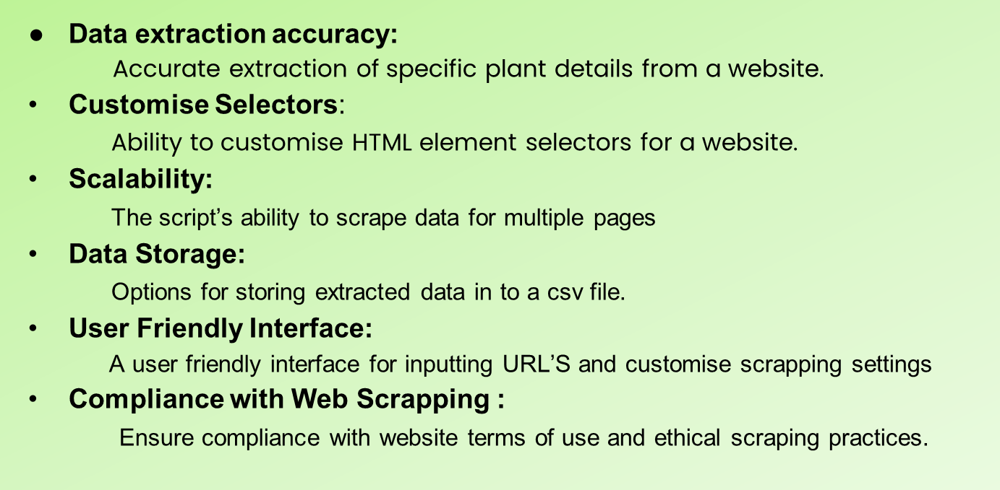 ● Data extraction accuracy:
Accurate extraction of specific plant details from a website.
• Customise Selectors:
Ability to customise HTML element selectors for a website.
• Scalability:
The script’s ability to scrape data for multiple pages
• Data Storage:
Options for storing extracted data in to a csv file.
• User Friendly Interface:
A user friendly interface for inputting URL’S and customise scrapping settings
• Compliance with Web Scrapping :
Ensure compliance with website terms of use and ethical scraping practices.